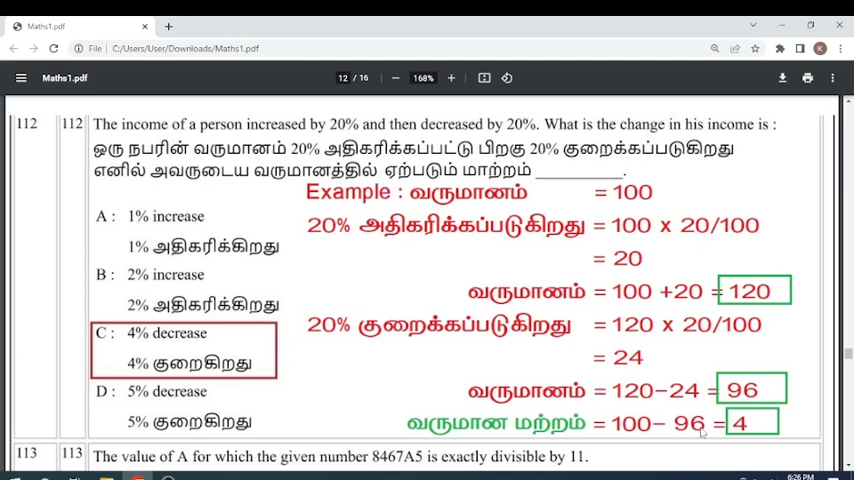 Maths1.pdf
File
C:/Users/User/Downloads/Maths1.pdf
K
Maths1.pdf
12 / 16
168%
112
112
The income of a person increased by 20% and then decreased by 20%. What is the change in his income is :
ஒரு நபரின் வருமானம் 20% அதிகரிக்கப்பட்டு பிறகு 20% குறைக்கப்படுகிறது
எனில் அவருடைய வருமானத்தில் ஏற்படும் மாற்றம் __________.
Example : வருமானம் = 100
A : 1% increase
20% அதிகரிக்கப்படுகிறது = 100 x 20/100
1% அதிகரிக்கிறது
= 20
B : 2% increase
வருமானம் = 100 +20 = 120
2% அதிகரிக்கிறது
20% குறைக்கப்படுகிறது = 120 x 20/100
C : 4% decrease
= 24
4% குறைகிறது
வருமானம் = 120-24 = 96
D : 5% decrease
வருமான மற்றம் = 100- 96 = 4
5% குறைகிறது
113
113
The value of A for which the given number 8467A5 is exactly divisible by 11.
6:26 PM